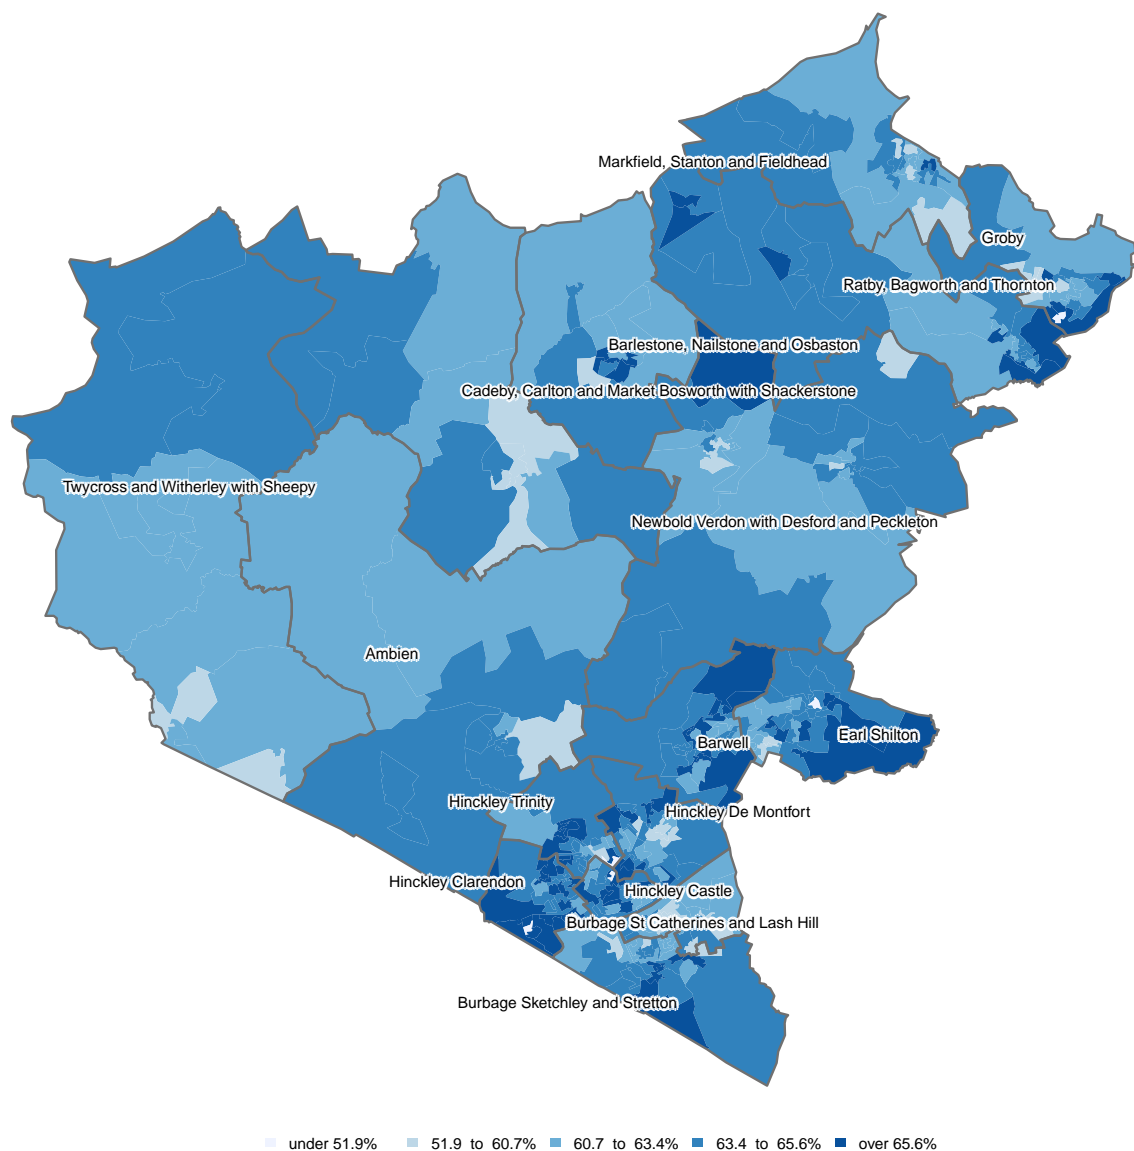 Markfield, Stanton and Fieldhead
Groby
Ratby, Bagworth and Thornton
Barlestone, Nailstone and Osbaston
Cadeby, Carlton and Market Bosworth with Shackerstone
Twycross and Witherley with Sheepy
Newbold Verdon with Desford and Peckleton
Ambien
Earl Shilton
Barwell
Hinckley Trinity
Hinckley De Montfort
Hinckley Clarendon
Hinckley Castle
Burbage St Catherines and Lash Hill
Burbage Sketchley and Stretton
under 51.9% 51.9 to 60.7% 60.7 to 63.4% 63.4 to 65.6% over 65.6%